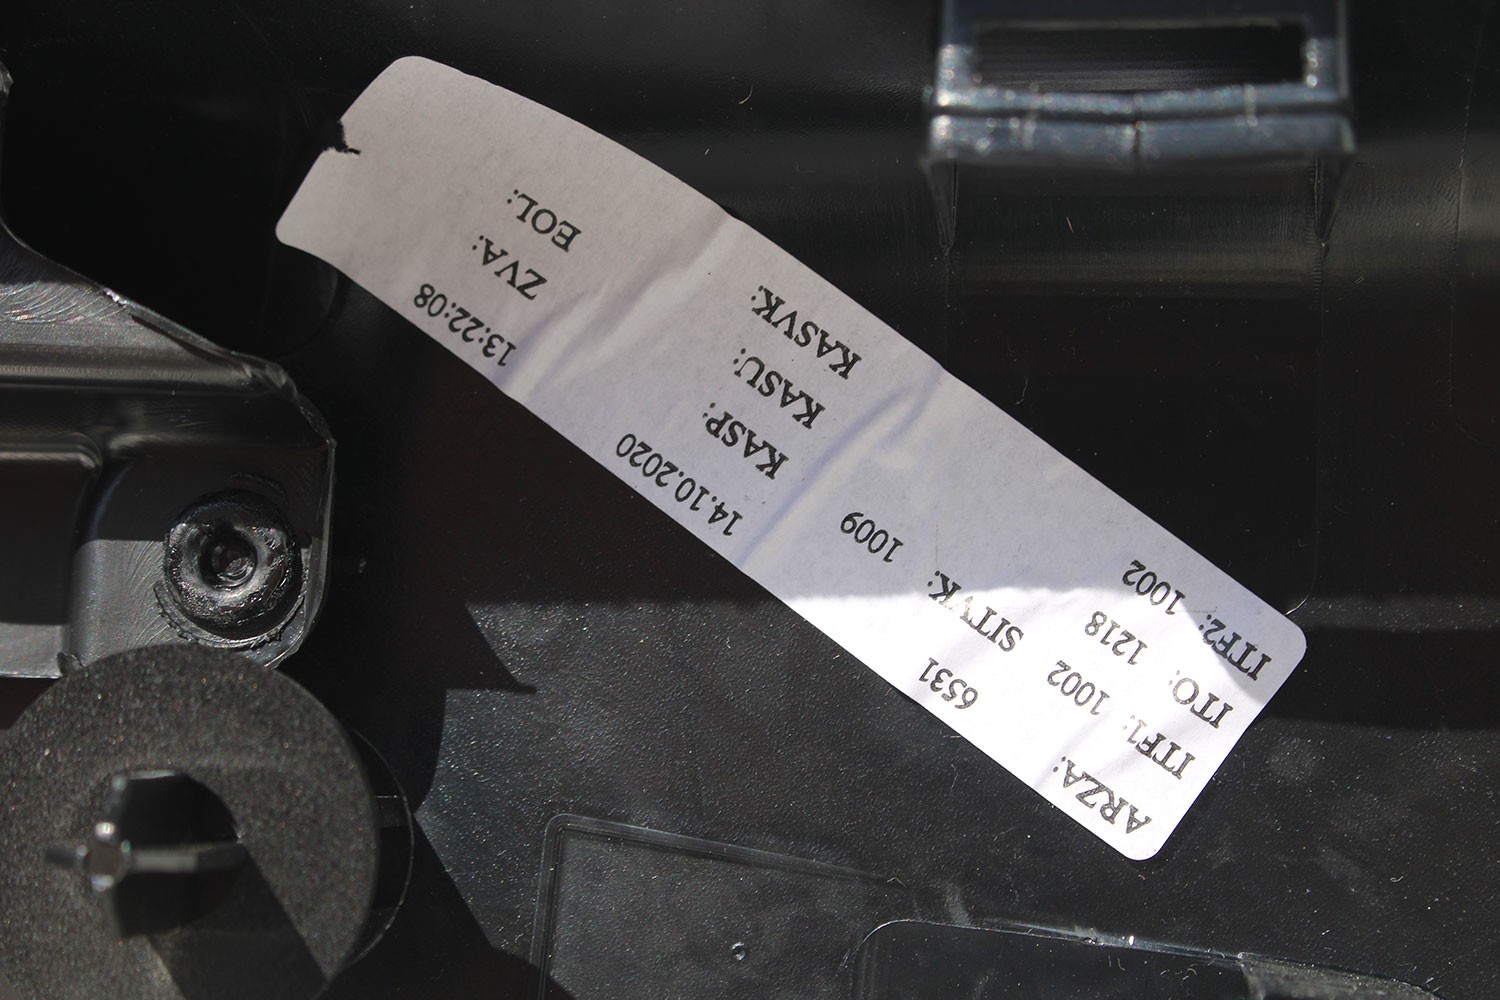 ARZA: 6531 14.10.2020 13:22:08
ITF1: 1002 SITVK: 1009 KASP: ZVA:
ITO: 1218 KASU: EOL:
ITF2: 1002 KASVK: